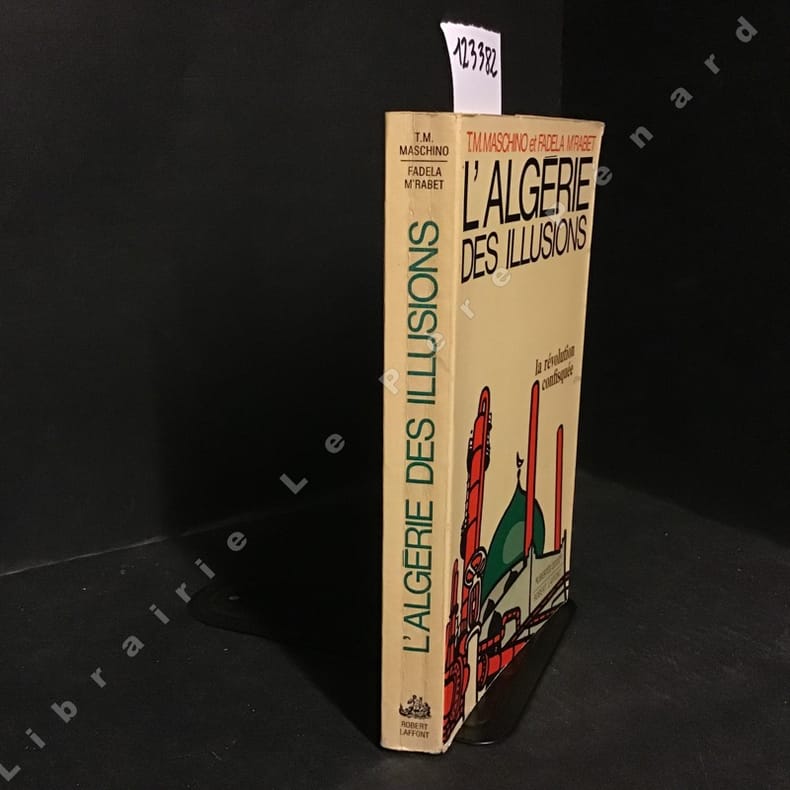 123382
T.M.
MASCHINO
FADELA
M'RABET
L'ALGÉRIE DES ILLUSIONS
ROBERT
LAFFONT
T.M. MASCHINO et FADELA M'RABET
L'ALGÉRIE
DES ILLUSIONS
la révolution
confisquée
Librairie Le Père Pénard